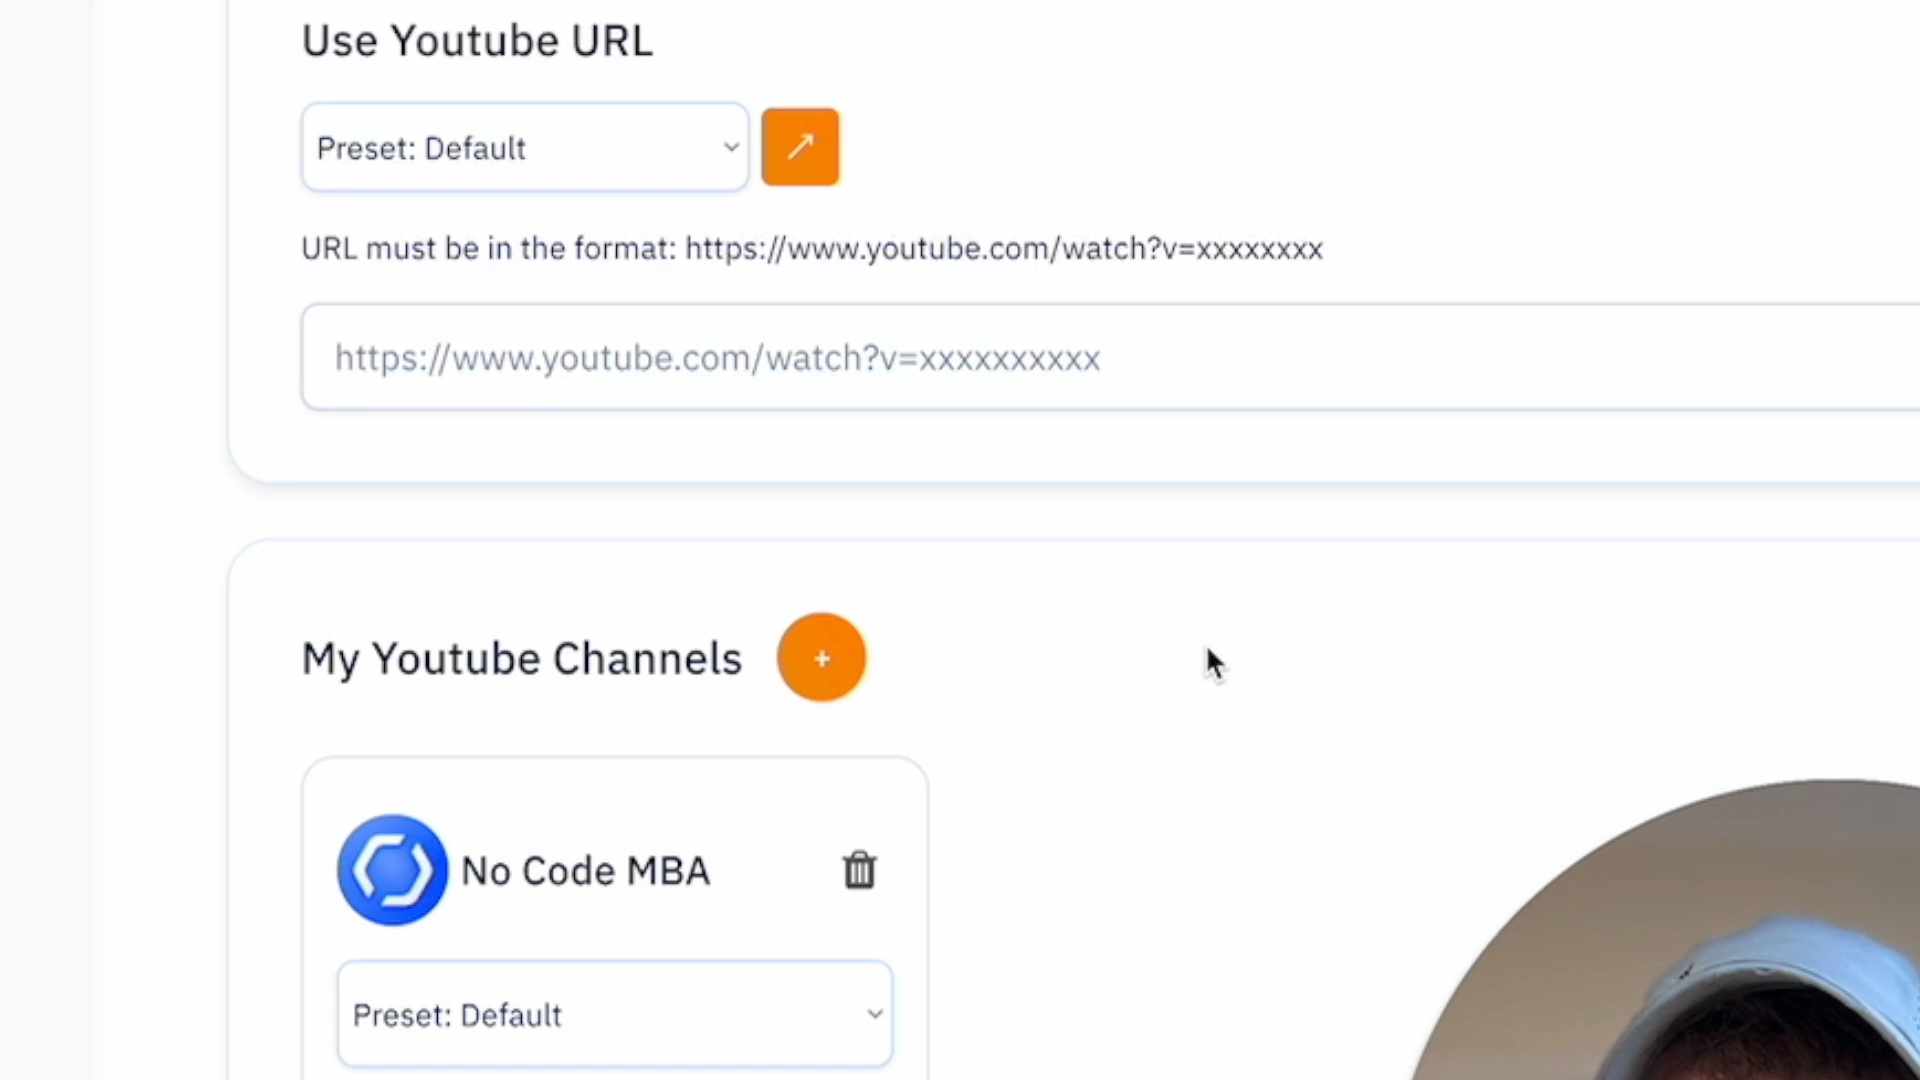 Use Youtube URL
Preset: Default
URL must be in the format: https://www.youtube.com/watch?v=xxxxxxxx
https://www.youtube.com/watch?v=xxxxxxxxxx
My Youtube Channels +
No Code MBA
Preset: Default